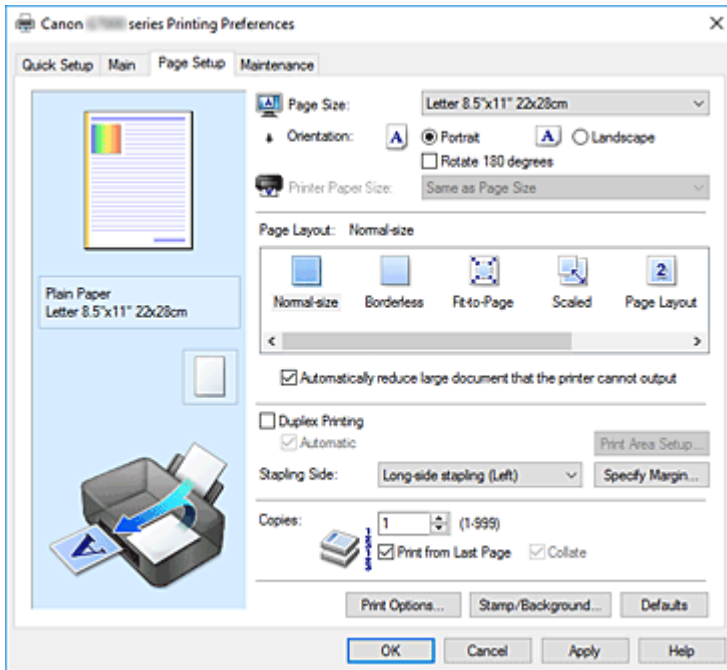 Canon series Printing Preferences
Quick Setup Main Page Setup Maintenance
Page Size: Letter 8.5"x11" 22x28cm
Orientation: A Portrait A Landscape
Rotate 180 degrees
Printer Paper Size: Same as Page Size
Page Layout: Normal-size
2
Normal-size Borderless Fit-to-Page Scaled Page Layout
Plain Paper
Letter 8.5"x11" 22x28cm
Automatically reduce large document that the printer cannot output
Duplex Printing
Automatic Print Area Setup...
Stapling Side: Long-side stapling (Left) Specify Margin...
Copies: 1 (1-999)
Print from Last Page Collate
A
Print Options... Stamp/Background... Defaults
OK Cancel Apply Help